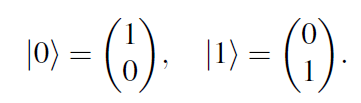 |0⟩ = (1 0), |1⟩ = (0 1).